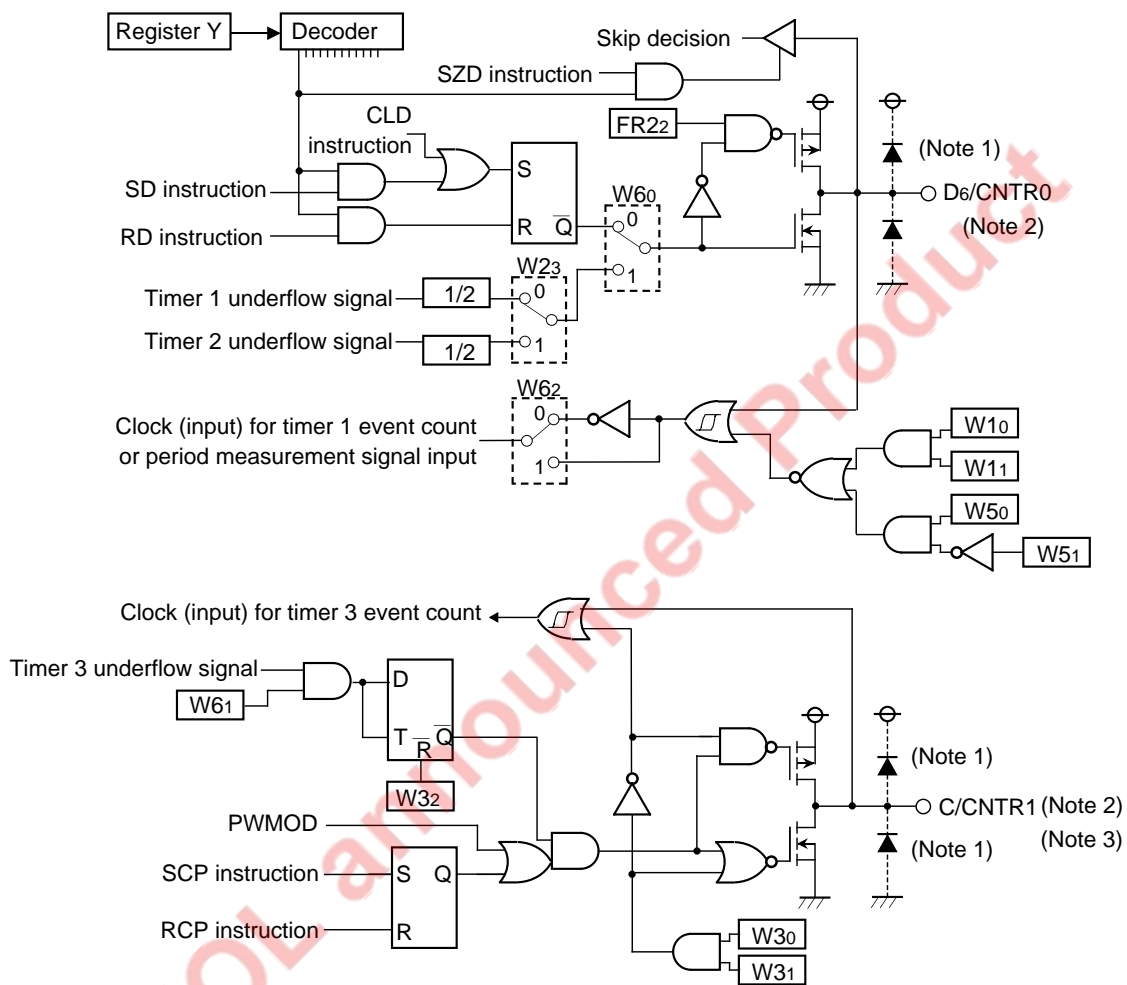 Register Y
Decoder
Skip decision
SZD instruction
CLD
instruction
FR22
(Note 1)
SD instruction
S
W60
D6/CNTR0
0
(Note 2)
RD instruction
R
Q
W23
1
Timer 1 underflow signal
1/2
0
Timer 2 underflow signal
1/2
1
W62
0
Clock (input) for timer 1 event count
or period measurement signal input
1
W10
W11
W50
W51
Clock (input) for timer 3 event count
Timer 3 underflow signal
W61
D
T
R
Q
W32
(Note 1)
PWMOD
C/CNTR1
(Note 2)
(Note 1)
(Note 3)
SCP instruction
S
Q
RCP instruction
R
W30
W31
OL announced Product